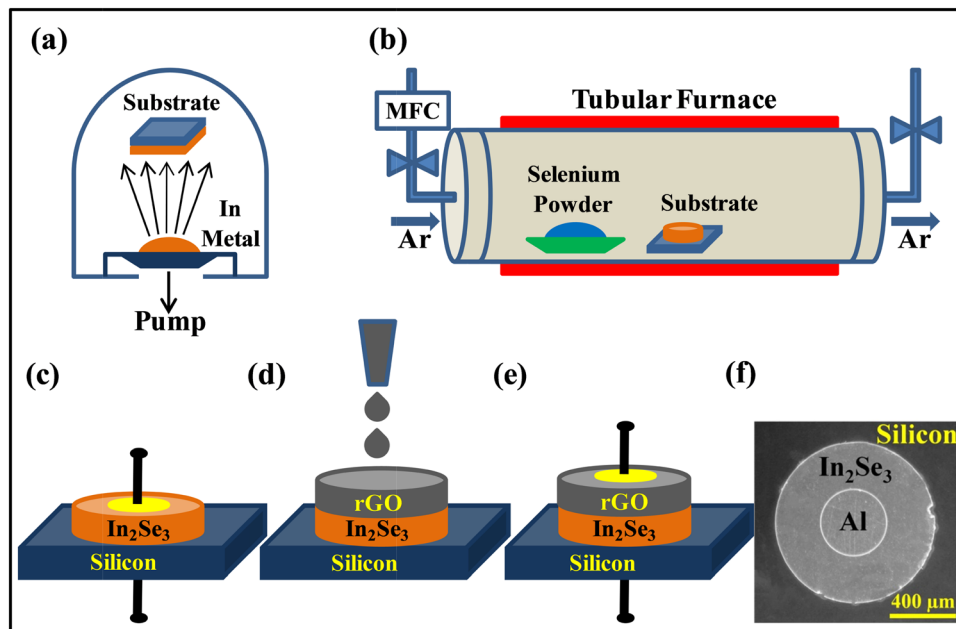 (a)
Substrate
In
Metal
Pump
(b)
MFC
Tubular Furnace
Selenium
Powder
Substrate
Ar
Ar
(c)
In₂Se₃
Silicon
(d)
rGO
In₂Se₃
Silicon
(e)
rGO
In₂Se₃
Silicon
(f)
Silicon
In₂Se₃
Al
400 µm